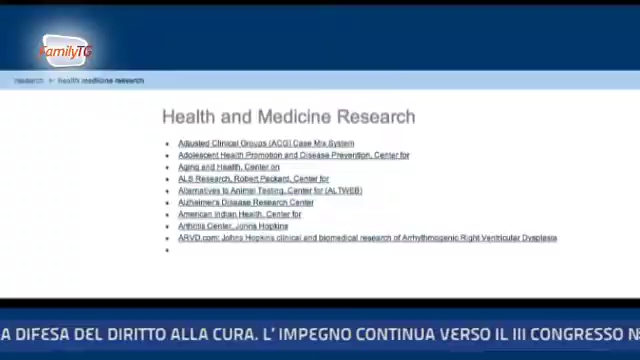 FamilyTG
research > health medicine research
Health and Medicine Research
Adjusted Clinical Groups (ACG) Case Mix System
Adolescent Health Promotion and Disease Prevention, Center for
Aging and Health, Center on
ALS Research, Robert Packard, Center for
Alternatives to Animal Testing, Center for (ALTWEB)
Alzheimer's Disease Research Center
American Indian Health, Center for
Arthritis Center, Johns Hopkins
ARVD.com: Johns Hopkins clinical and biomedical research of Arrhythmogenic Right Ventricular Dysplasia
A DIFESA DEL DIRITTO ALLA CURA. L' IMPEGNO CONTINUA VERSO IL III CONGRESSO N